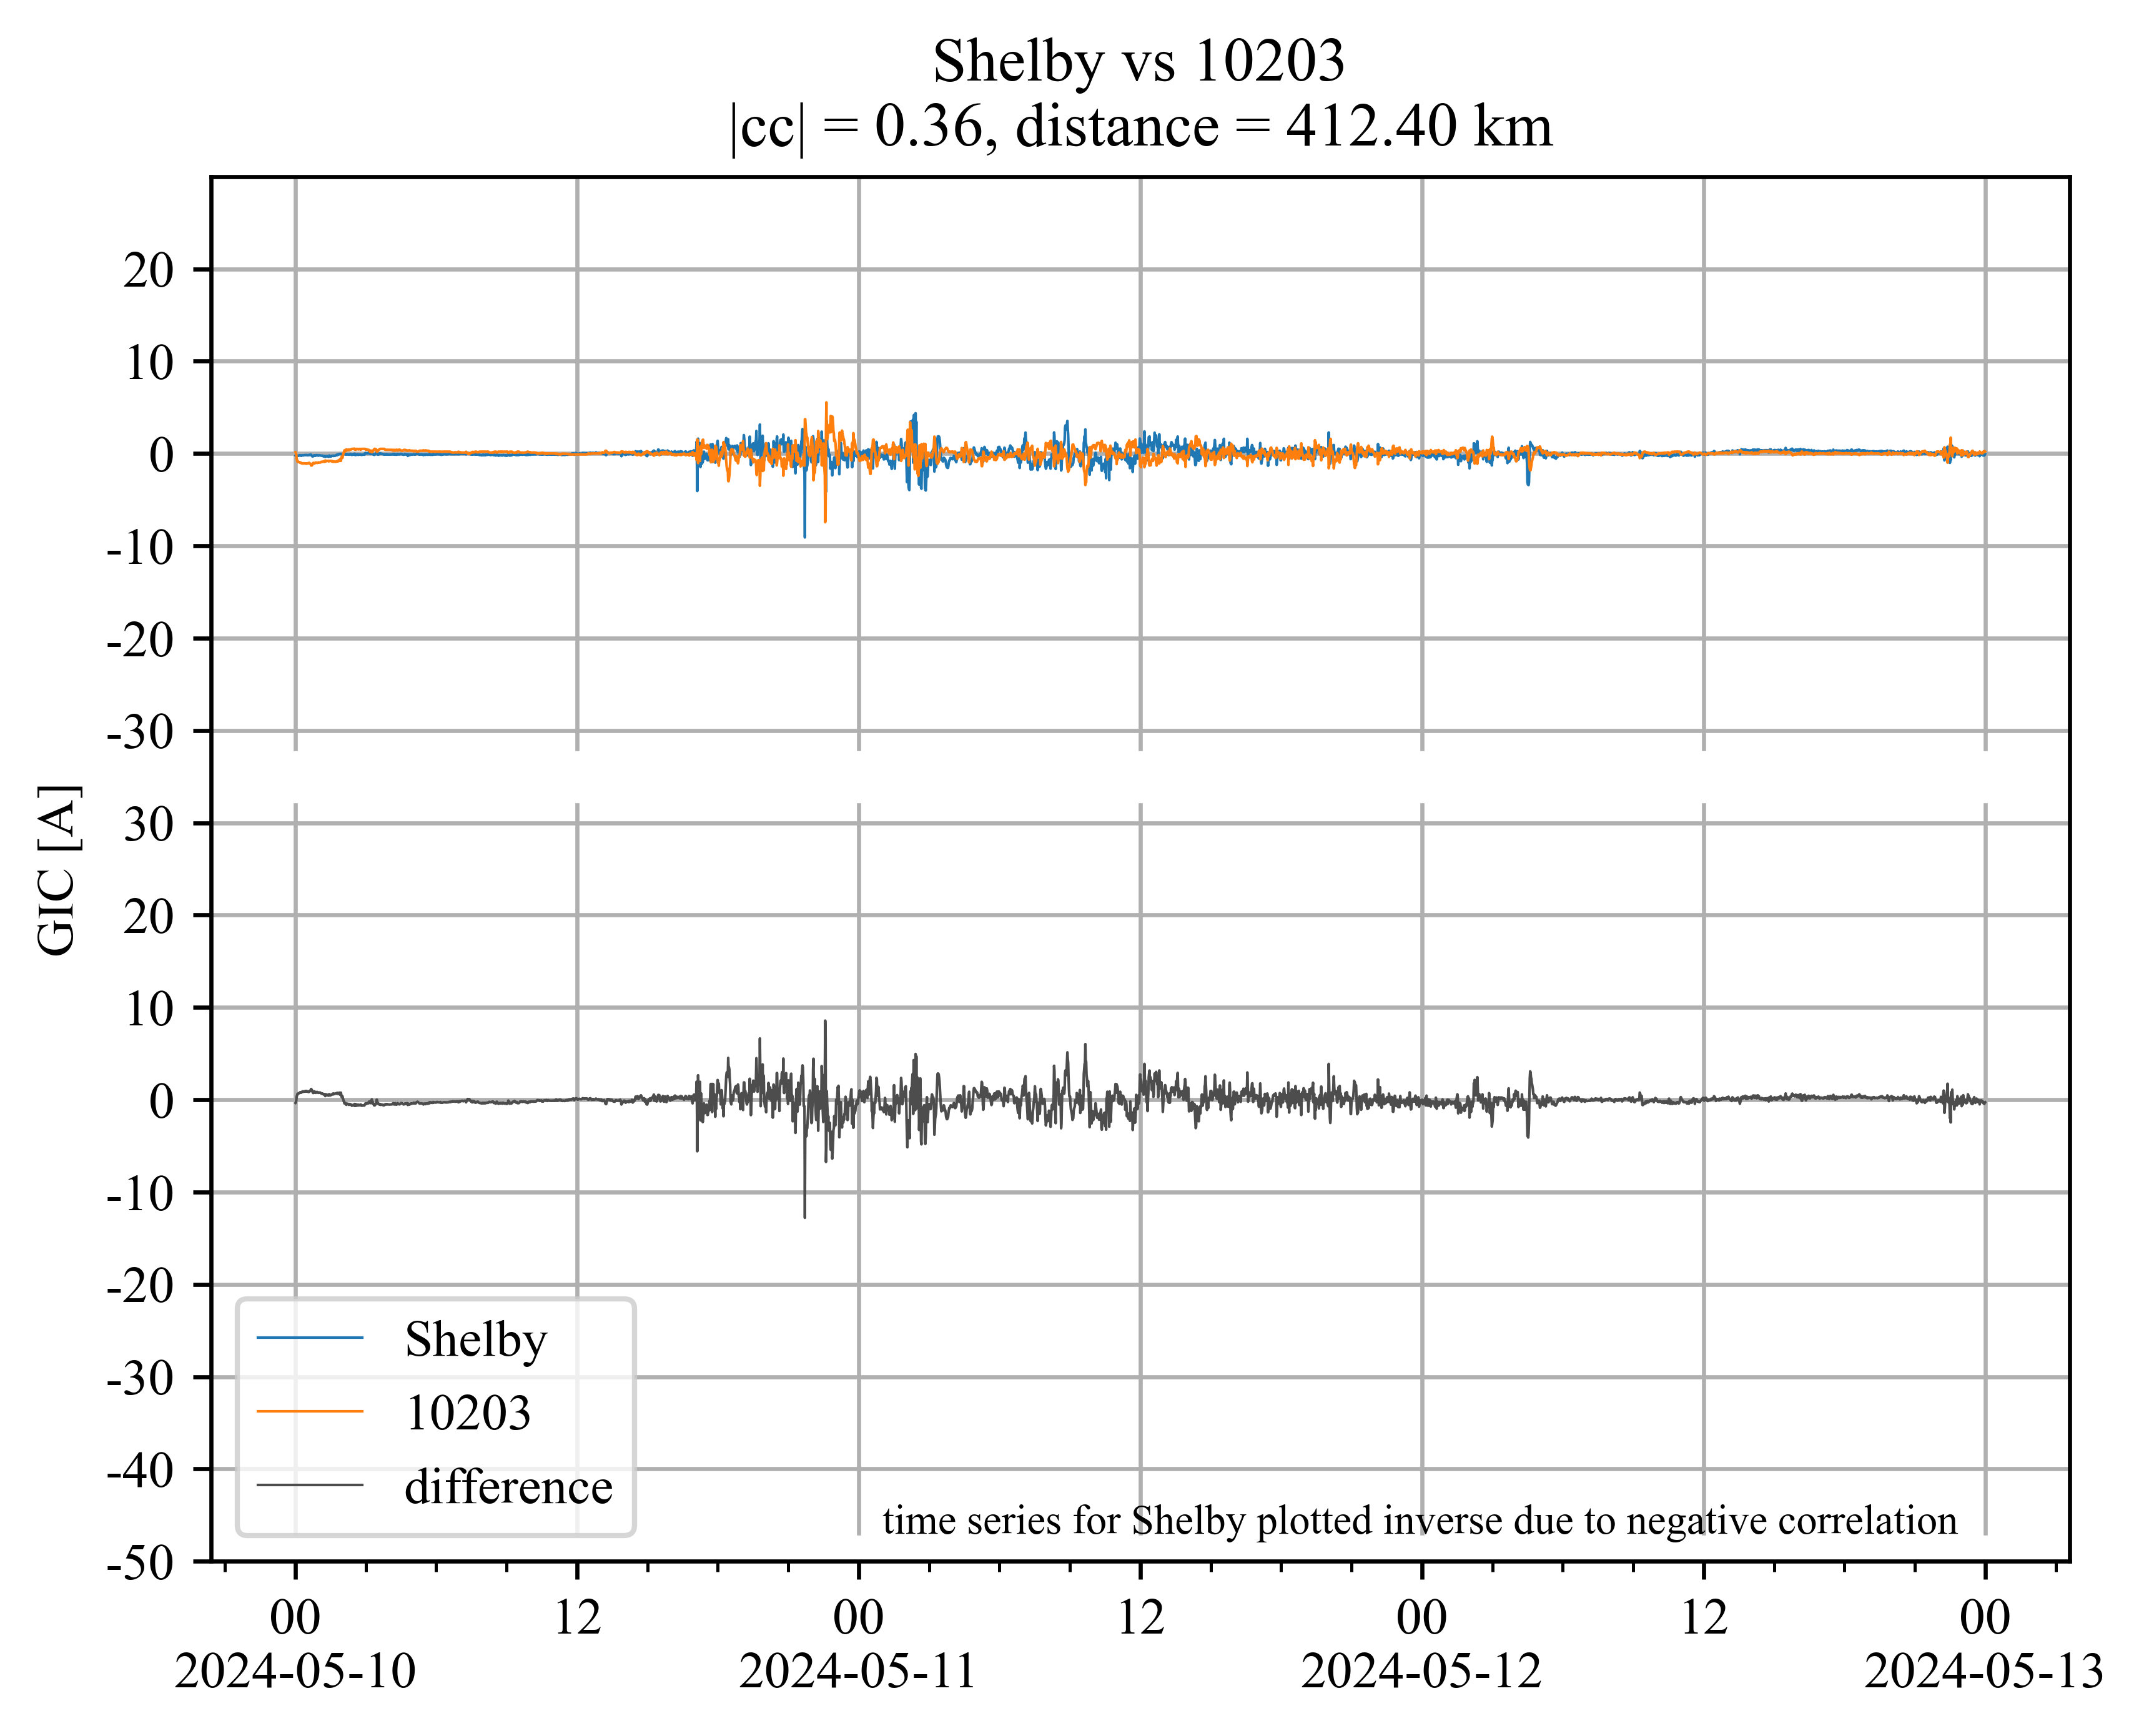 Shelby vs 10203
|cc| = 0.36, distance = 412.40 km
GIC [A]
20
10
0
-10
-20
-30
30
20
10
0
-10
-20
-30
-40
-50
Shelby
10203
difference
time series for Shelby plotted inverse due to negative correlation
00 12 00 12 00 12 00
2024-05-10 2024-05-11 2024-05-12 2024-05-13